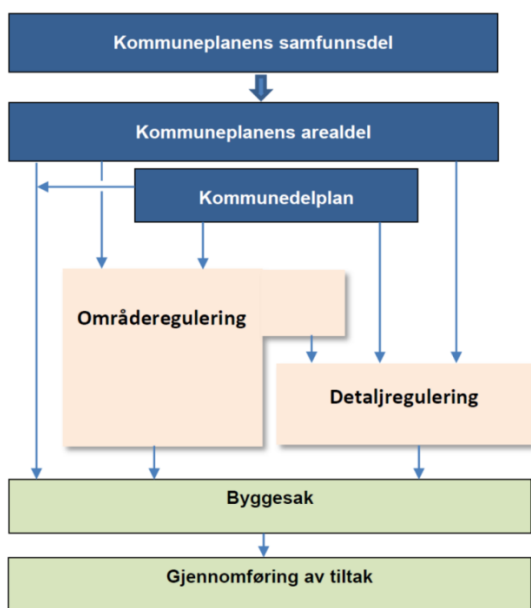 Kommuneplanens samfunnsdel
Kommuneplanens arealdel
Kommunedelplan
Områderegulering
Detaljregulering
Byggesak
Gjennomføring av tiltak